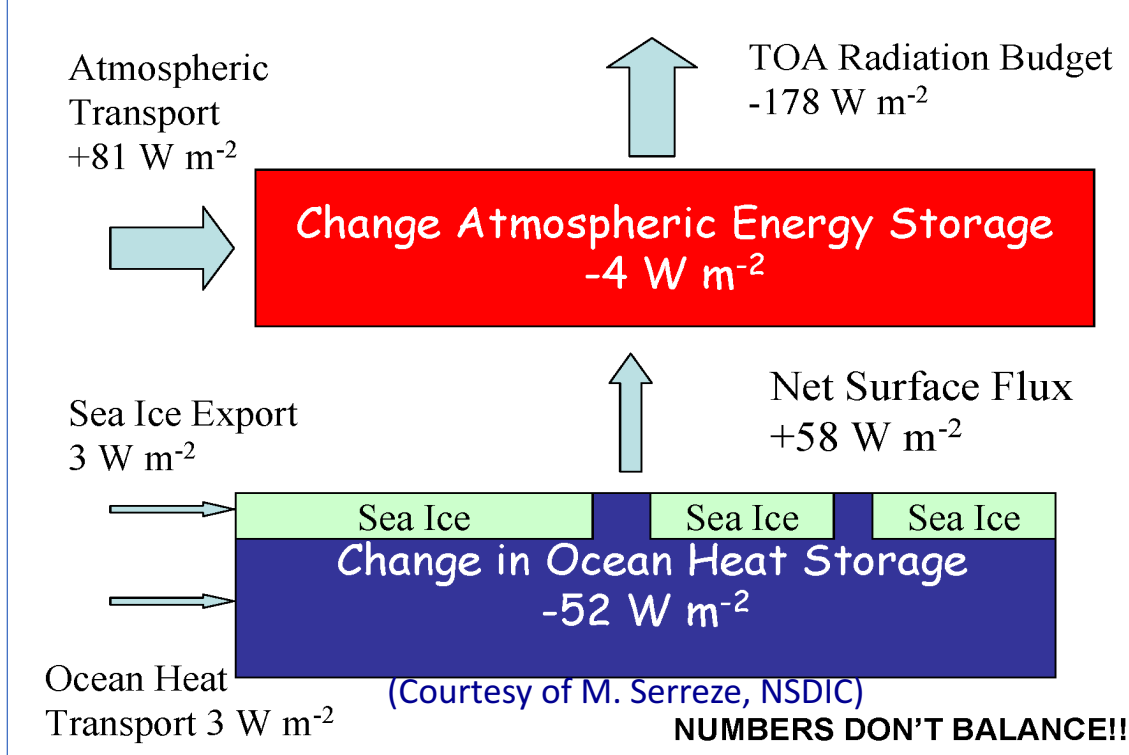 Atmospheric
Transport
+81 W m⁻²
TOA Radiation Budget
-178 W m⁻²
Change Atmospheric Energy Storage
-4 W m⁻²
Net Surface Flux
+58 W m⁻²
Sea Ice Export
3 W m⁻²
Sea Ice
Sea Ice
Sea Ice
Change in Ocean Heat Storage
-52 W m⁻²
Ocean Heat
Transport 3 W m⁻²
(Courtesy of M. Serreze, NSDIC)
NUMBERS DON'T BALANCE!!